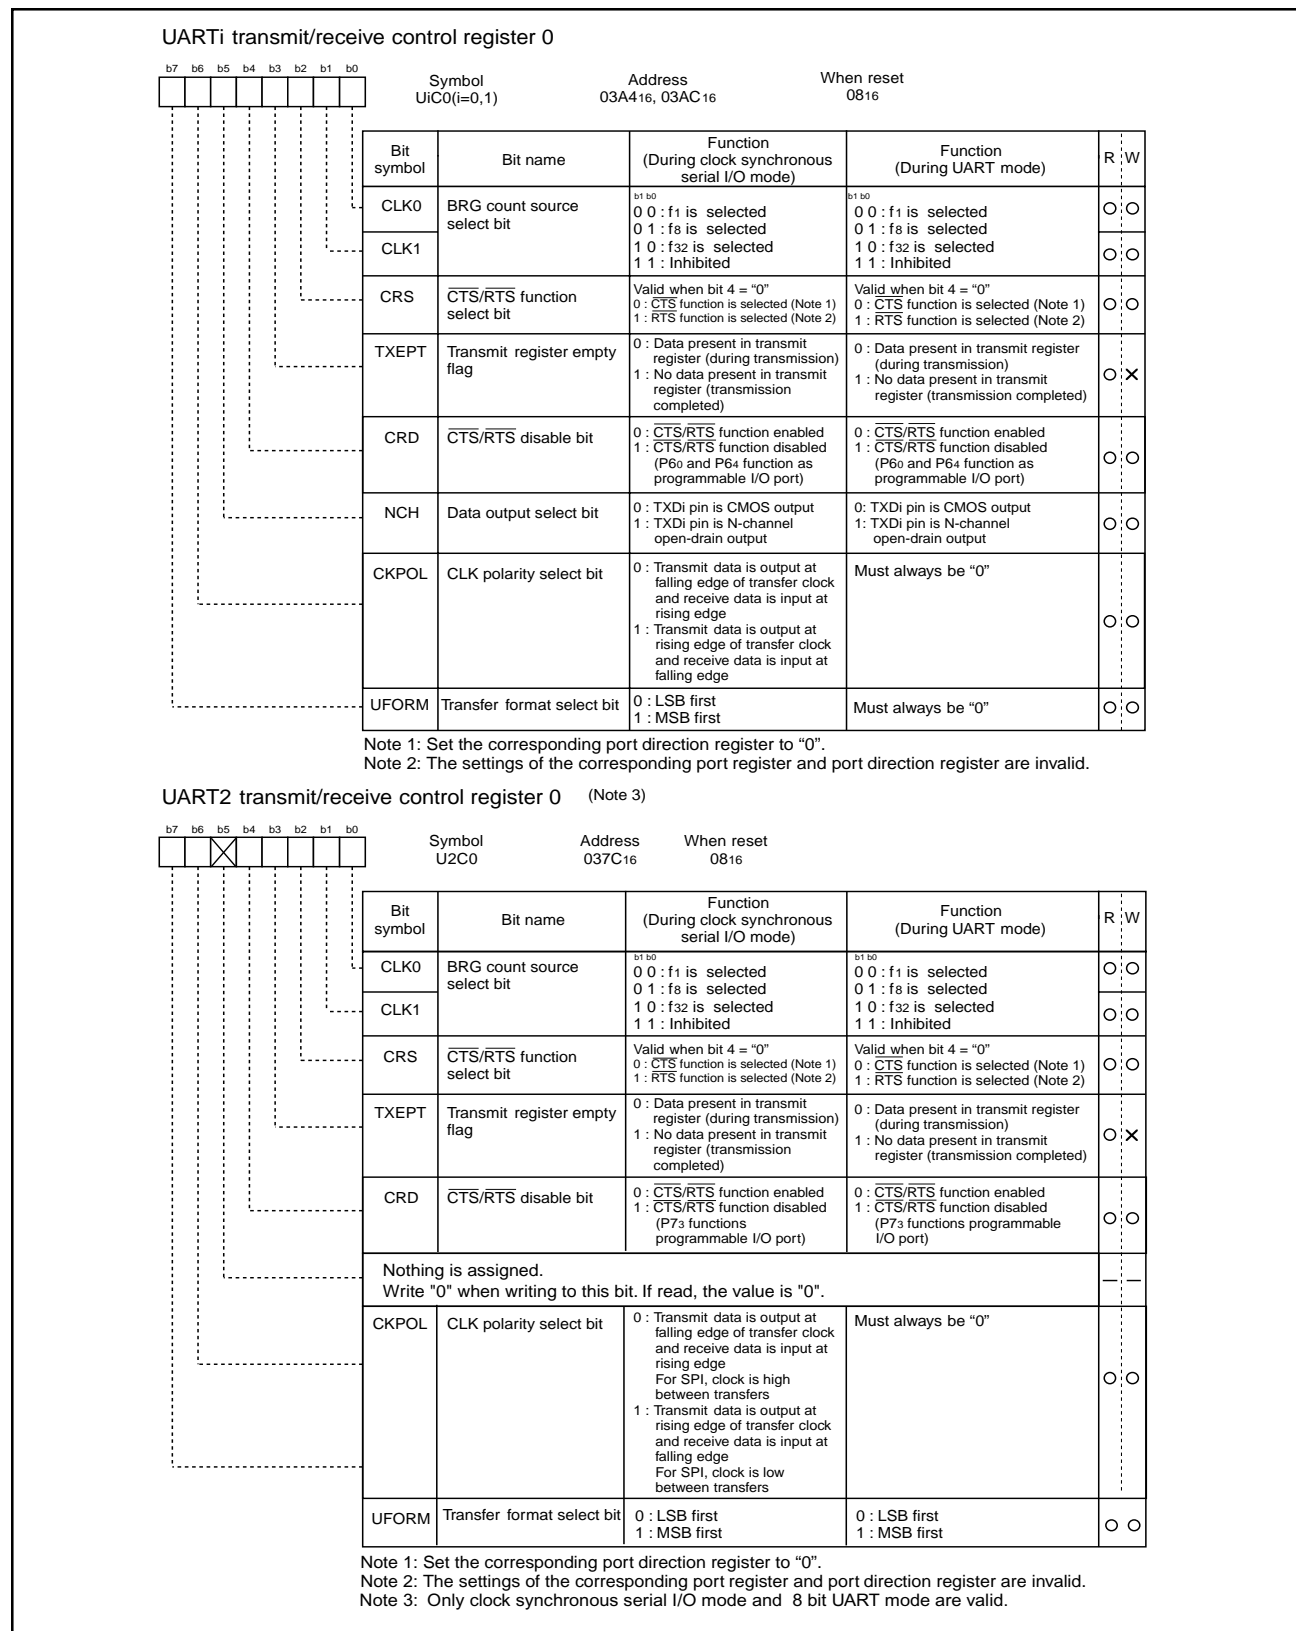 UARTi transmit/receive control register 0
b7 b6 b5 b4 b3 b2 b1 b0
Symbol Address When reset
UiC0(i=0,1) 03A416, 03AC16 0816
Bit symbol
Bit name
Function
(During clock synchronous
serial I/O mode)
Function
(During UART mode)
R W
CLK0
CLK1
BRG count source
select bit
b1 b0
0 0 : f1 is selected
0 1 : f8 is selected
1 0 : f32 is selected
1 1 : Inhibited
b1 b0
0 0 : f1 is selected
0 1 : f8 is selected
1 0 : f32 is selected
1 1 : Inhibited
CRS
CTS/RTS function
select bit
Valid when bit 4 = “0”
0 : CTS function is selected (Note 1)
1 : RTS function is selected (Note 2)
Valid when bit 4 = “0”
0 : CTS function is selected (Note 1)
1 : RTS function is selected (Note 2)
TXEPT
Transmit register empty
flag
0 : Data present in transmit
register (during transmission)
1 : No data present in transmit
register (transmission
completed)
0 : Data present in transmit register
(during transmission)
1 : No data present in transmit
register (transmission completed)
CRD
CTS/RTS disable bit
0 : CTS/RTS function enabled
1 : CTS/RTS function disabled
(P60 and P64 function as
programmable I/O port)
0 : CTS/RTS function enabled
1 : CTS/RTS function disabled
(P60 and P64 function as
programmable I/O port)
NCH
Data output select bit
0 : TXDi pin is CMOS output
1 : TXDi pin is N-channel
open-drain output
0: TXDi pin is CMOS output
1: TXDi pin is N-channel
open-drain output
CKPOL
CLK polarity select bit
0 : Transmit data is output at
falling edge of transfer clock
and receive data is input at
rising edge
1 : Transmit data is output at
rising edge of transfer clock
and receive data is input at
falling edge
Must always be “0”
UFORM
Transfer format select bit
0 : LSB first
1 : MSB first
Must always be “0”
Note 1: Set the corresponding port direction register to “0”.
Note 2: The settings of the corresponding port register and port direction register are invalid.
UART2 transmit/receive control register 0 (Note 3)
b7 b6 b5 b4 b3 b2 b1 b0
Symbol Address When reset
U2C0 037C16 0816
Bit symbol
Bit name
Function
(During clock synchronous
serial I/O mode)
Function
(During UART mode)
R W
CLK0
CLK1
BRG count source
select bit
b1 b0
0 0 : f1 is selected
0 1 : f8 is selected
1 0 : f32 is selected
1 1 : Inhibited
b1 b0
0 0 : f1 is selected
0 1 : f8 is selected
1 0 : f32 is selected
1 1 : Inhibited
CRS
CTS/RTS function
select bit
Valid when bit 4 = “0”
0 : CTS function is selected (Note 1)
1 : RTS function is selected (Note 2)
Valid when bit 4 = “0”
0 : CTS function is selected (Note 1)
1 : RTS function is selected (Note 2)
TXEPT
Transmit register empty
flag
0 : Data present in transmit
register (during transmission)
1 : No data present in transmit
register (transmission
completed)
0 : Data present in transmit register
(during transmission)
1 : No data present in transmit
register (transmission completed)
CRD
CTS/RTS disable bit
0 : CTS/RTS function enabled
1 : CTS/RTS function disabled
(P73 functions
programmable I/O port)
0 : CTS/RTS function enabled
1 : CTS/RTS function disabled
(P73 functions programmable
I/O port)
Nothing is assigned.
Write "0" when writing to this bit. If read, the value is "0".
CKPOL
CLK polarity select bit
0 : Transmit data is output at
falling edge of transfer clock
and receive data is input at
rising edge
For SPI, clock is high
between transfers
1 : Transmit data is output at
rising edge of transfer clock
and receive data is input at
falling edge
For SPI, clock is low
between transfers
Must always be “0”
UFORM
Transfer format select bit
0 : LSB first
1 : MSB first
0 : LSB first
1 : MSB first
Note 1: Set the corresponding port direction register to “0”.
Note 2: The settings of the corresponding port register and port direction register are invalid.
Note 3: Only clock synchronous serial I/O mode and 8 bit UART mode are valid.